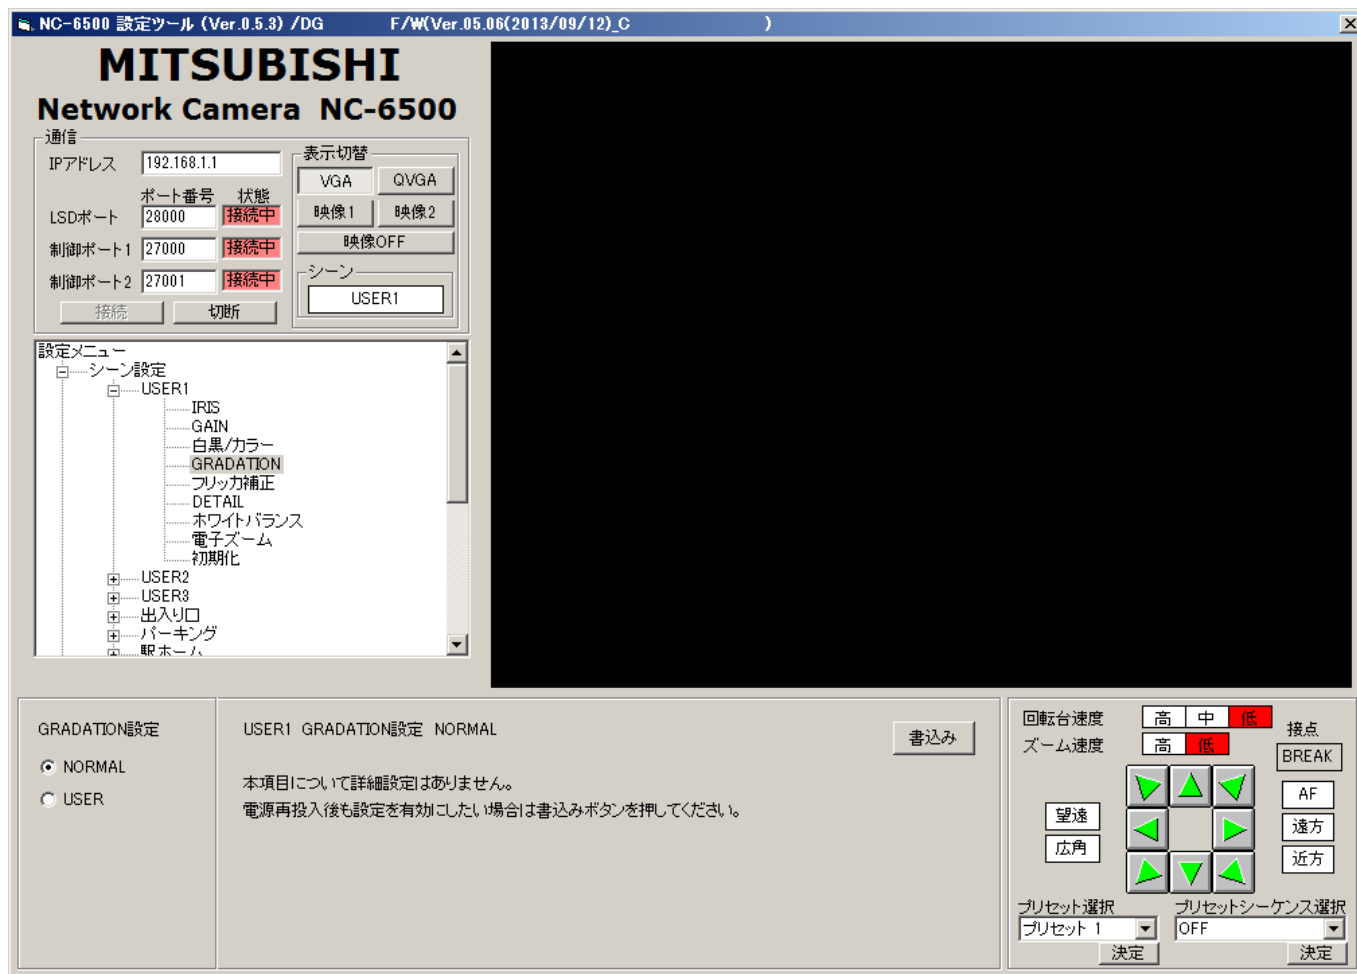 NC-6500 設定ツール (Ver.0.5.3) /DG F/W(Ver.05.06(2013/09/12)_C )
MITSUBISHI
Network Camera NC-6500
通信
IPアドレス 192.168.1.1
ポート番号 状態
LSDポート 28000 接続中
制御ポート1 27000 接続中
制御ポート2 27001 接続中
接続 切断
表示切替
VGA QVGA
映像1 映像2
映像OFF
シーン
USER1
設定メニュー
シーン設定
USER1
IRIS
GAIN
白黒/カラー
GRADATION
フリッカ補正
DETAIL
ホワイトバランス
電子ズーム
初期化
USER2
USER3
出入り口
パーキング
駅ホーム
GRADATION設定
NORMAL
USER
USER1 GRADATION設定 NORMAL
書込み
本項目について詳細設定はありません。
電源再投入後も設定を有効にしたい場合は書込みボタンを押してください。
回転台速度 高 中 低
ズーム速度 高 低
接点
BREAK
望遠
広角
AF
遠方
近方
プリセット選択 プリセットシーケンス選択
プリセット 1 OFF
決定 決定